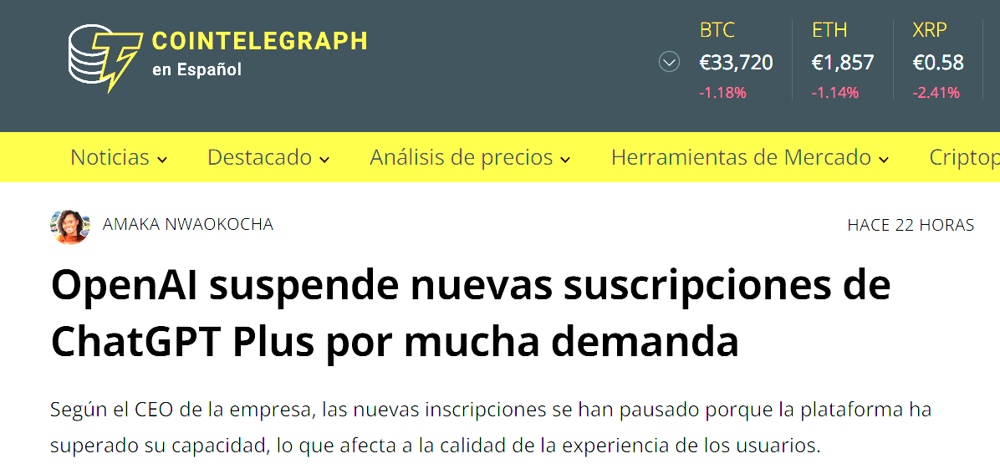 COINTELEGRAPH
en Español
BTC ETH XRP
€33,720 €1,857 €0.58
-1.18% -1.14% -2.41%
Noticias Destacado Análisis de precios Herramientas de Mercado Criptop
AMAKA NWAOKOCHA HACE 22 HORAS
OpenAI suspende nuevas suscripciones de
ChatGPT Plus por mucha demanda
Según el CEO de la empresa, las nuevas inscripciones se han pausado porque la plataforma ha
superado su capacidad, lo que afecta a la calidad de la experiencia de los usuarios.